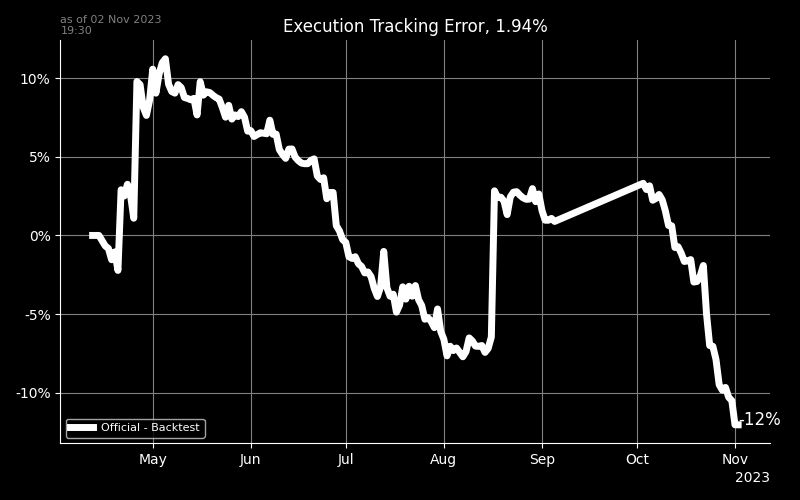 as of 02 Nov 2023
19:30
Execution Tracking Error, 1.94%
10%
5%
0%
-5%
-10%
-12%
Official - Backtest
May Jun Jul Aug Sep Oct Nov
2023